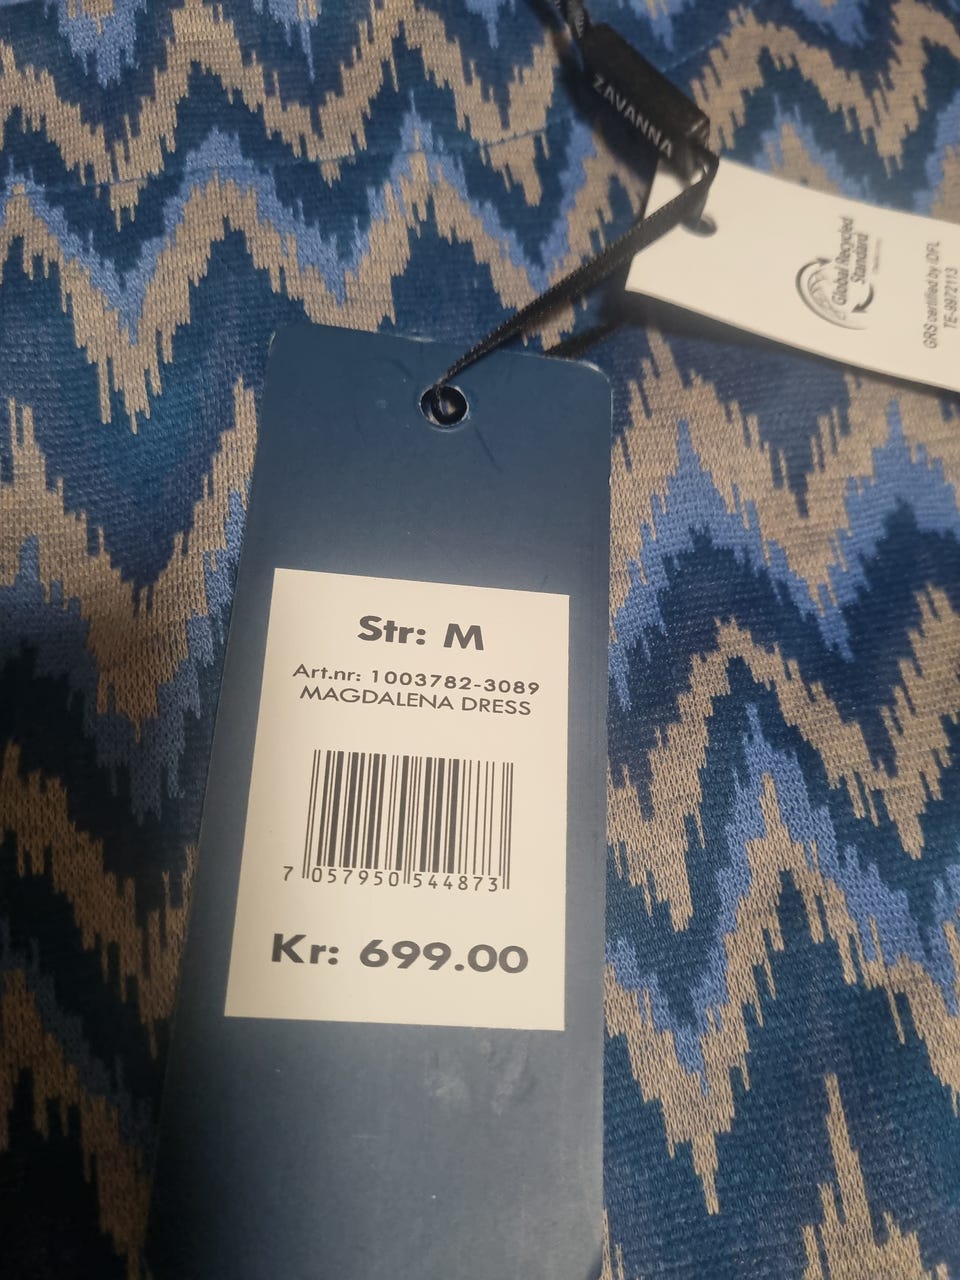 ZAVANNA
Global Recycled
Standard
GRS certified by IDFL
TE-9972113
Str: M
Art.nr: 1003782-3089
MAGDALENA DRESS
7 057950 544873
Kr: 699.00